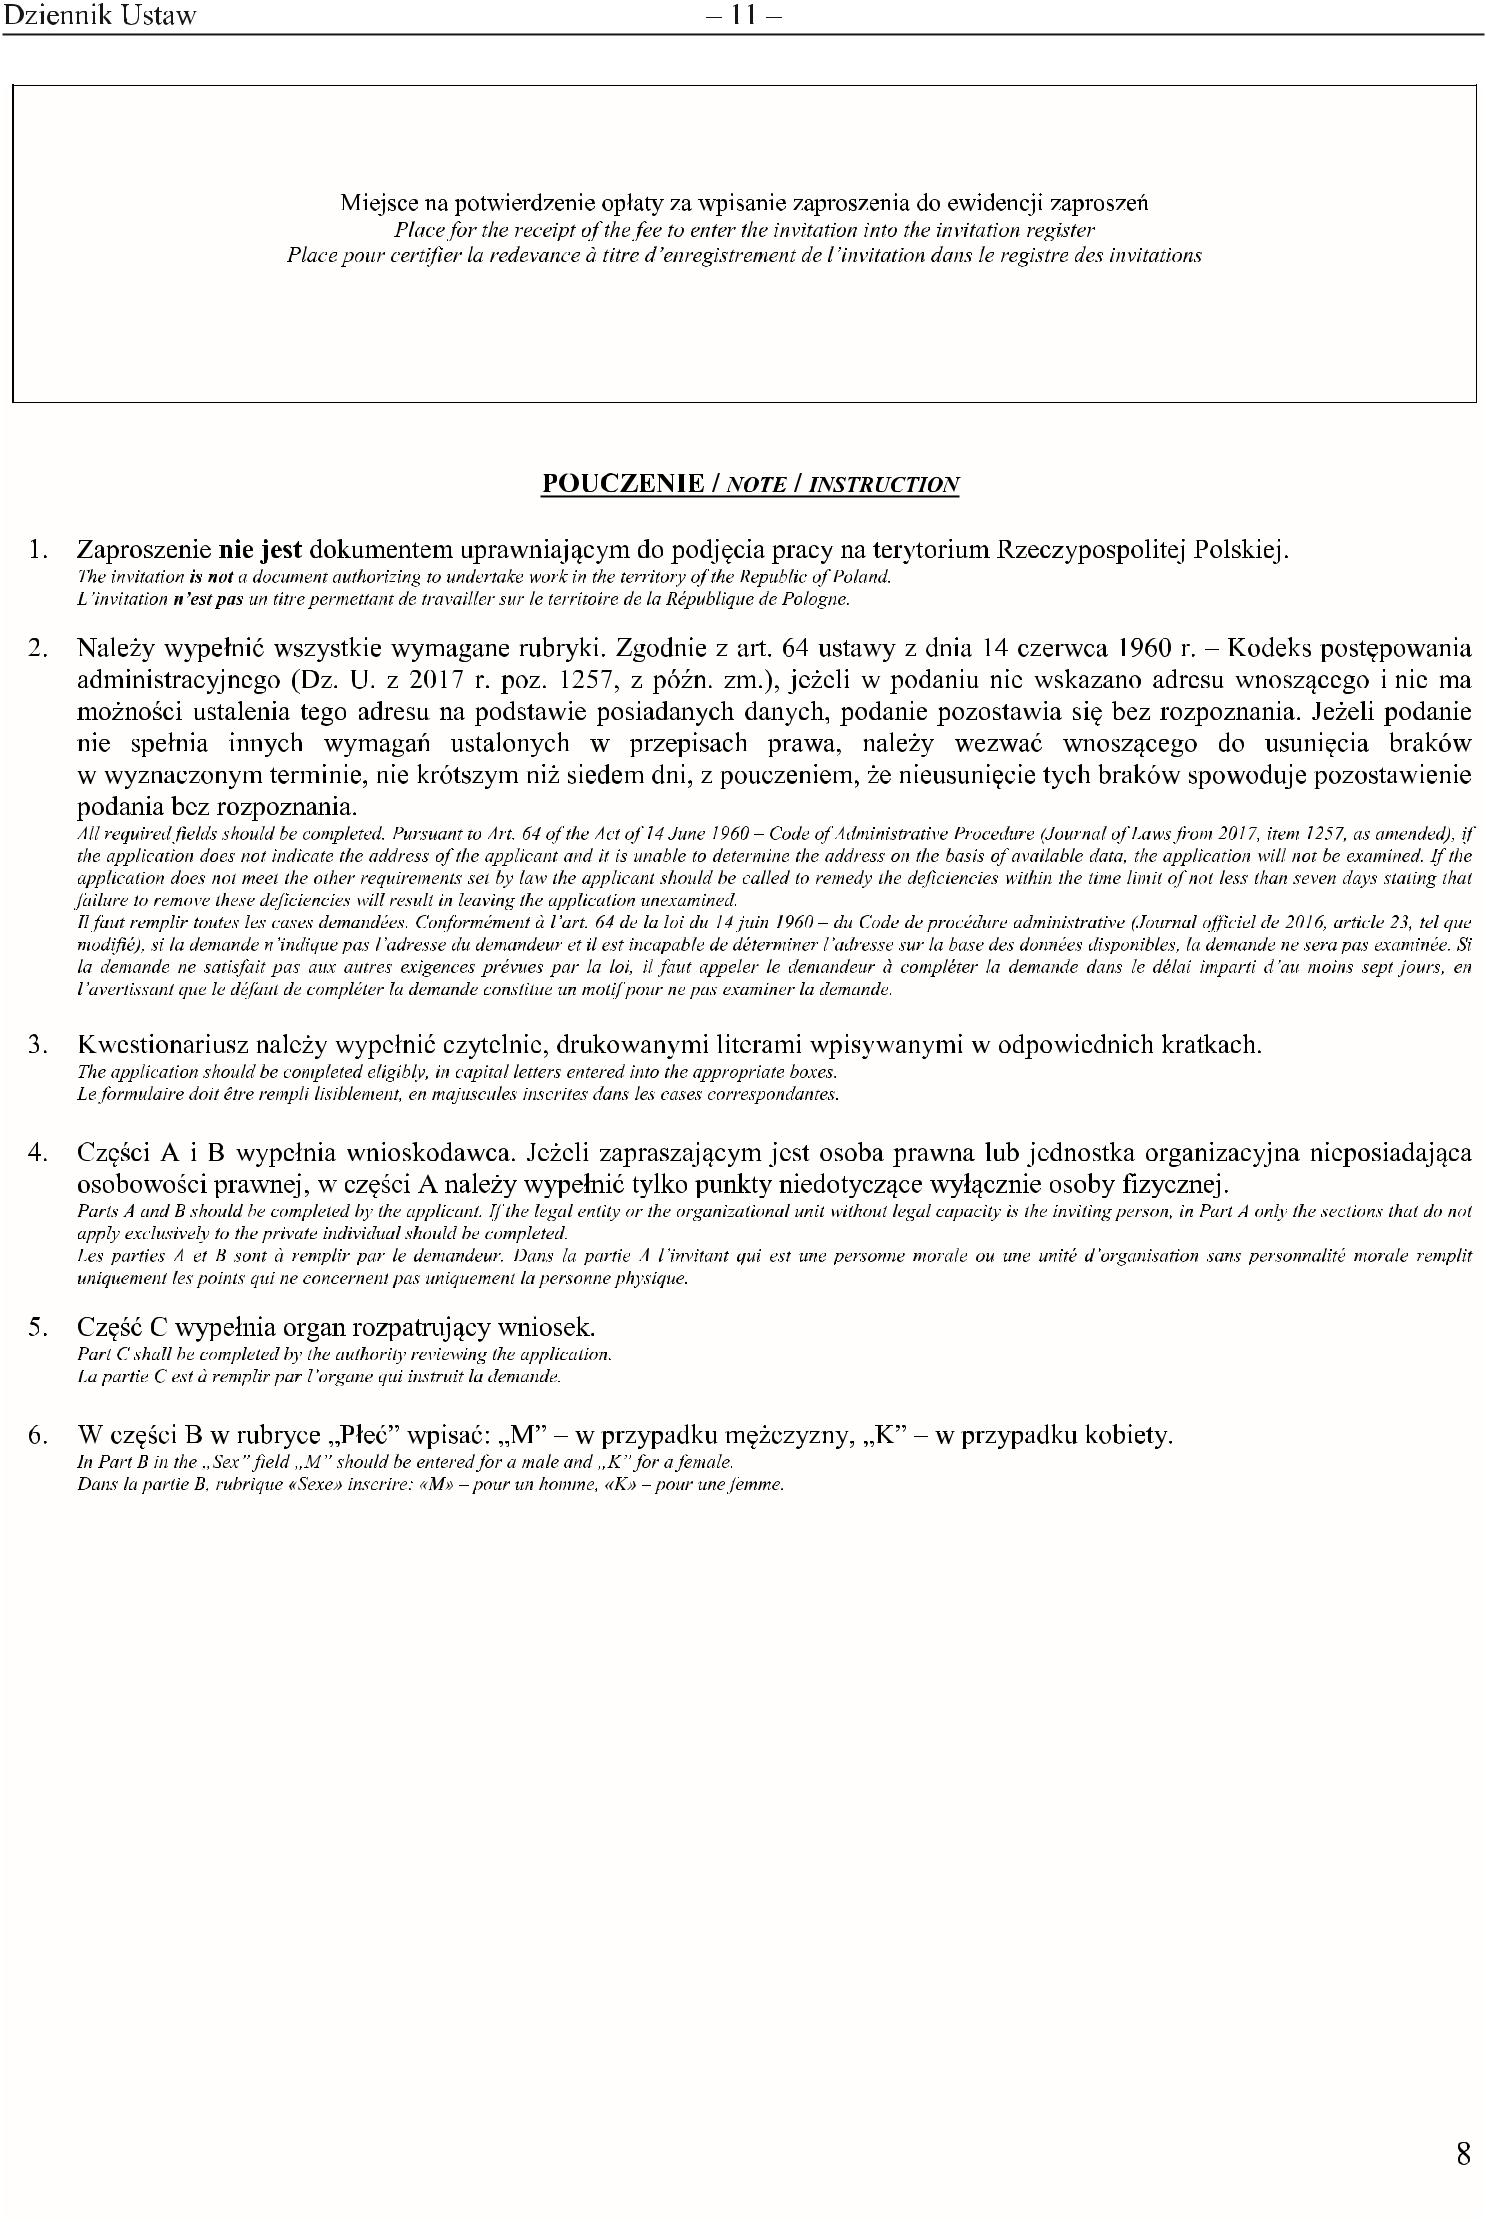 Dziennik Ustaw
– 11 –
Miejsce na potwierdzenie opłaty za wpisanie zaproszenia do ewidencji zaproszeń
Place for the receipt of the fee to enter the invitation into the invitation register
Place pour certifier la redevance à titre d’enregistrement de l’invitation dans le registre des invitations
POUCZENIE / NOTE / INSTRUCTION
1. Zaproszenie nie jest dokumentem uprawniającym do podjęcia pracy na terytorium Rzeczypospolitej Polskiej.
The invitation is not a document authorizing to undertake work in the territory of the Republic of Poland.
L’invitation n’est pas un titre permettant de travailler sur le territoire de la République de Pologne.
2. Należy wypełnić wszystkie wymagane rubryki. Zgodnie z art. 64 ustawy z dnia 14 czerwca 1960 r. – Kodeks postępowania
administracyjnego (Dz. U. z 2017 r. poz. 1257, z późn. zm.), jeżeli w podaniu nie wskazano adresu wnoszącego i nie ma
możności ustalenia tego adresu na podstawie posiadanych danych, podanie pozostawia się bez rozpoznania. Jeżeli podanie
nie spełnia innych wymagań ustalonych w przepisach prawa, należy wezwać wnoszącego do usunięcia braków
w wyznaczonym terminie, nie krótszym niż siedem dni, z pouczeniem, że nieusunięcie tych braków spowoduje pozostawienie
podania bez rozpoznania.
All required fields should be completed. Pursuant to Art. 64 of the Act of 14 June 1960 – Code of Administrative Procedure (Journal of Laws from 2017, item 1257, as amended), if
the application does not indicate the address of the applicant and it is unable to determine the address on the basis of available data, the application will not be examined. If the
application does not meet the other requirements set by law the applicant should be called to remedy the deficiencies within the time limit of not less than seven days stating that
failure to remove these deficiencies will result in leaving the application unexamined.
Il faut remplir toutes les cases demandées. Conformément à l’art. 64 de la loi du 14 juin 1960 – du Code de procédure administrative (Journal officiel de 2016, article 23, tel que
modifié), si la demande n’indique pas l’adresse du demandeur et il est incapable de déterminer l’adresse sur la base des données disponibles, la demande ne sera pas examinée. Si
la demande ne satisfait pas aux autres exigences prévues par la loi, il faut appeler le demandeur à compléter la demande dans le délai imparti d’au moins sept jours, en
l’avertissant que le défaut de compléter la demande constitue un motif pour ne pas examiner la demande.
3. Kwestionariusz należy wypełnić czytelnie, drukowanymi literami wpisywanymi w odpowiednich kratkach.
The application should be completed eligibly, in capital letters entered into the appropriate boxes.
Le formulaire doit être rempli lisiblement, en majuscules inscrites dans les cases correspondantes.
4. Części A i B wypełnia wnioskodawca. Jeżeli zapraszającym jest osoba prawna lub jednostka organizacyjna nieposiadająca
osobowości prawnej, w części A należy wypełnić tylko punkty niedotyczące wyłącznie osoby fizycznej.
Parts A and B should be completed by the applicant. If the legal entity or the organizational unit without legal capacity is the inviting person, in Part A only the sections that do not
apply exclusively to the private individual should be completed.
Les parties A et B sont à remplir par le demandeur. Dans la partie A l’invitant qui est une personne morale ou une unité d’organisation sans personnalité morale remplit
uniquement les points qui ne concernent pas uniquement la personne physique.
5. Część C wypełnia organ rozpatrujący wniosek.
Part C shall be completed by the authority reviewing the application.
La partie C est à remplir par l’organe qui instruit la demande.
6. W części B w rubryce „Płeć” wpisać: „M” – w przypadku mężczyzny, „K” – w przypadku kobiety.
In Part B in the „Sex” field „M” should be entered for a male and „K” for a female.
Dans la partie B, rubrique «Sexe» inscrire: «M» – pour un homme, «K» – pour une femme.
8